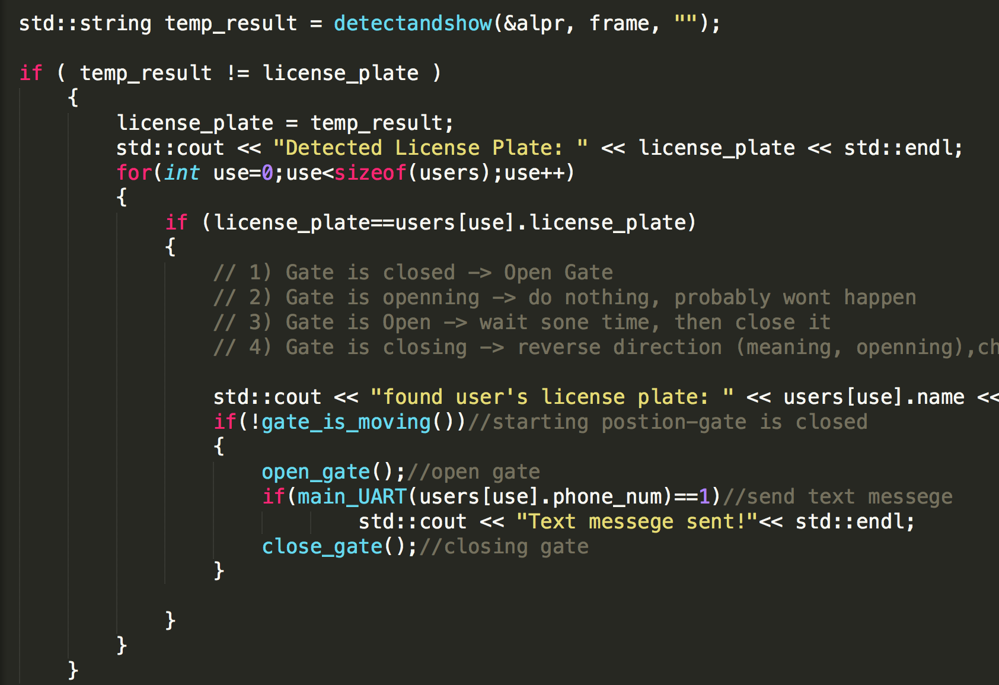 std::string temp_result = detectandshow(&alpr, frame, "");
if ( temp_result != license_plate )
{
license_plate = temp_result;
std::cout << "Detected License Plate: " << license_plate << std::endl;
for(int use=0;use<sizeof(users);use++)
{
if (license_plate==users[use].license_plate)
{
// 1) Gate is closed –> Open Gate
// 2) Gate is openning –> do nothing, probably wont happen
// 3) Gate is Open –> wait sone time, then close it
// 4) Gate is closing –> reverse direction (meaning, openning),ch
std::cout << "found user's license plate: " << users[use].name <<
if(!gate_is_moving())//starting postion-gate is closed
{
open_gate();//open gate
if(main_UART(users[use].phone_num)==1)//send text messege
std::cout << "Text messege sent!"<< std::endl;
close_gate();//closing gate
}
}
}
}